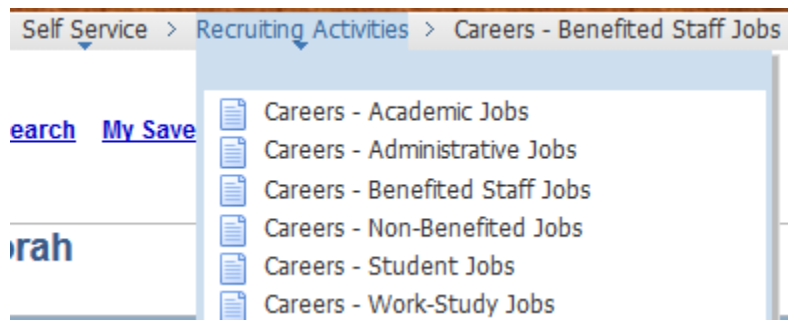 Self Service > Recruiting Activities > Careers - Benefited Staff Jobs
Careers - Academic Jobs
earch My Save
Careers - Administrative Jobs
Careers - Benefited Staff Jobs
Careers - Non-Benefited Jobs
rah
Careers - Student Jobs
Careers - Work-Study Jobs